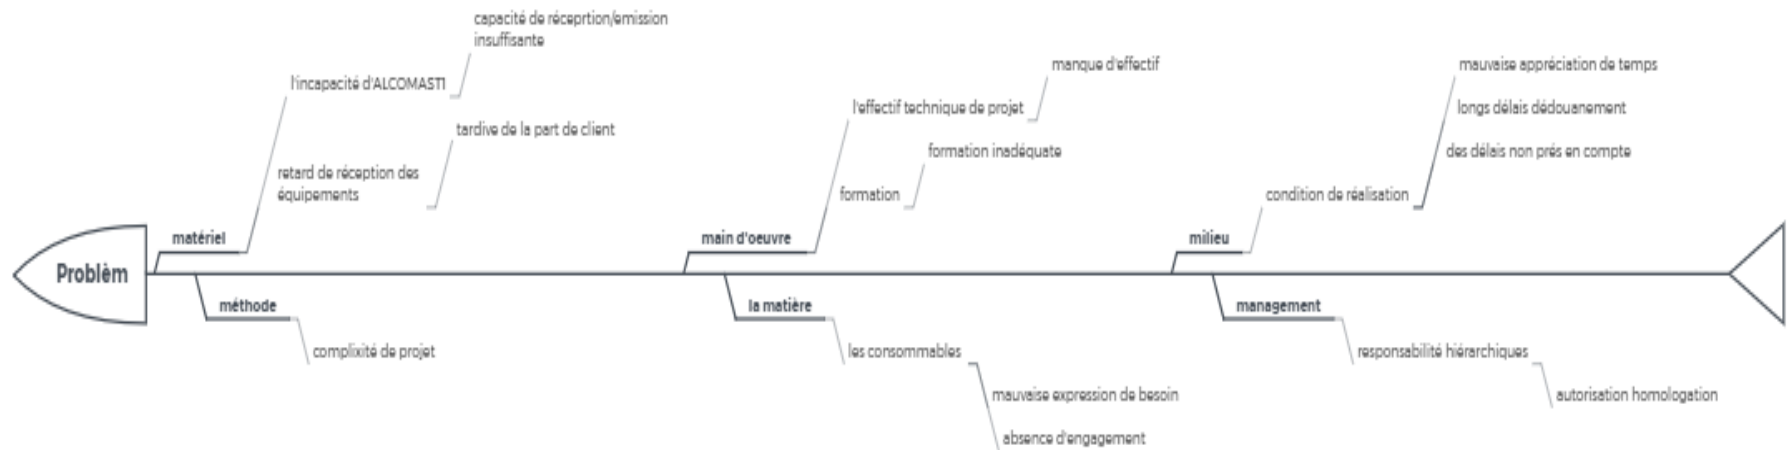 capacité de réceprtion/emission
insuffisante
l'incapacité d'ALCOMASTI
tardive de la part de client
retard de réception des
équipements
matériel
manque d'effectif
l'effectif technique de projet
formation inadéquate
formation
main d'oeuvre
mauvaise appréciation de temps
longs délais dédouanement
des délais non prés en compte
condition de réalisation
milieu
Problèm
méthode
complixité de projet
la matière
les consommables
mauvaise expression de besoin
absence d'engagement
management
responsabilité hiérarchiques
autorisation homologation